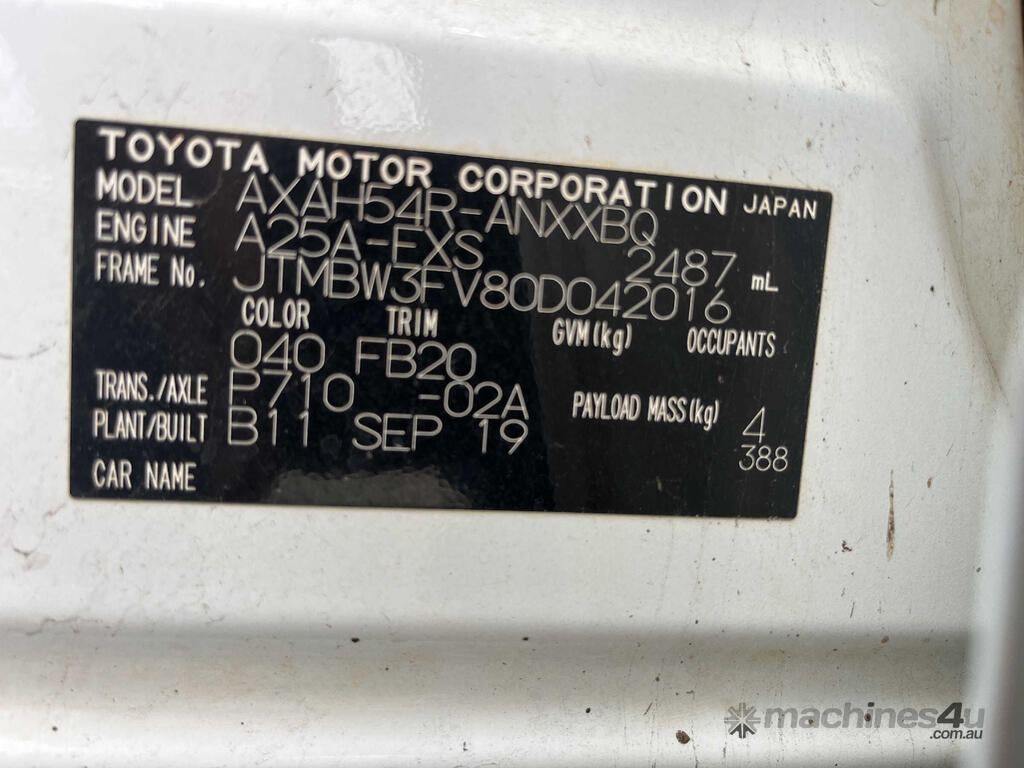 TOYOTA MOTOR CORPORATION JAPAN
MODEL AXAH54R-ANXXBQ
ENGINE A25A-FXS 2487 mL
FRAME No. JTMBW3FV80D042016
COLOR TRIM GVM(kg) OCCUPANTS
040 FB20
TRANS./AXLE P710 -02A PAYLOAD MASS(kg) 4
PLANT/BUILT B11 SEP 19 388
CAR NAME
machines4u
.com.au